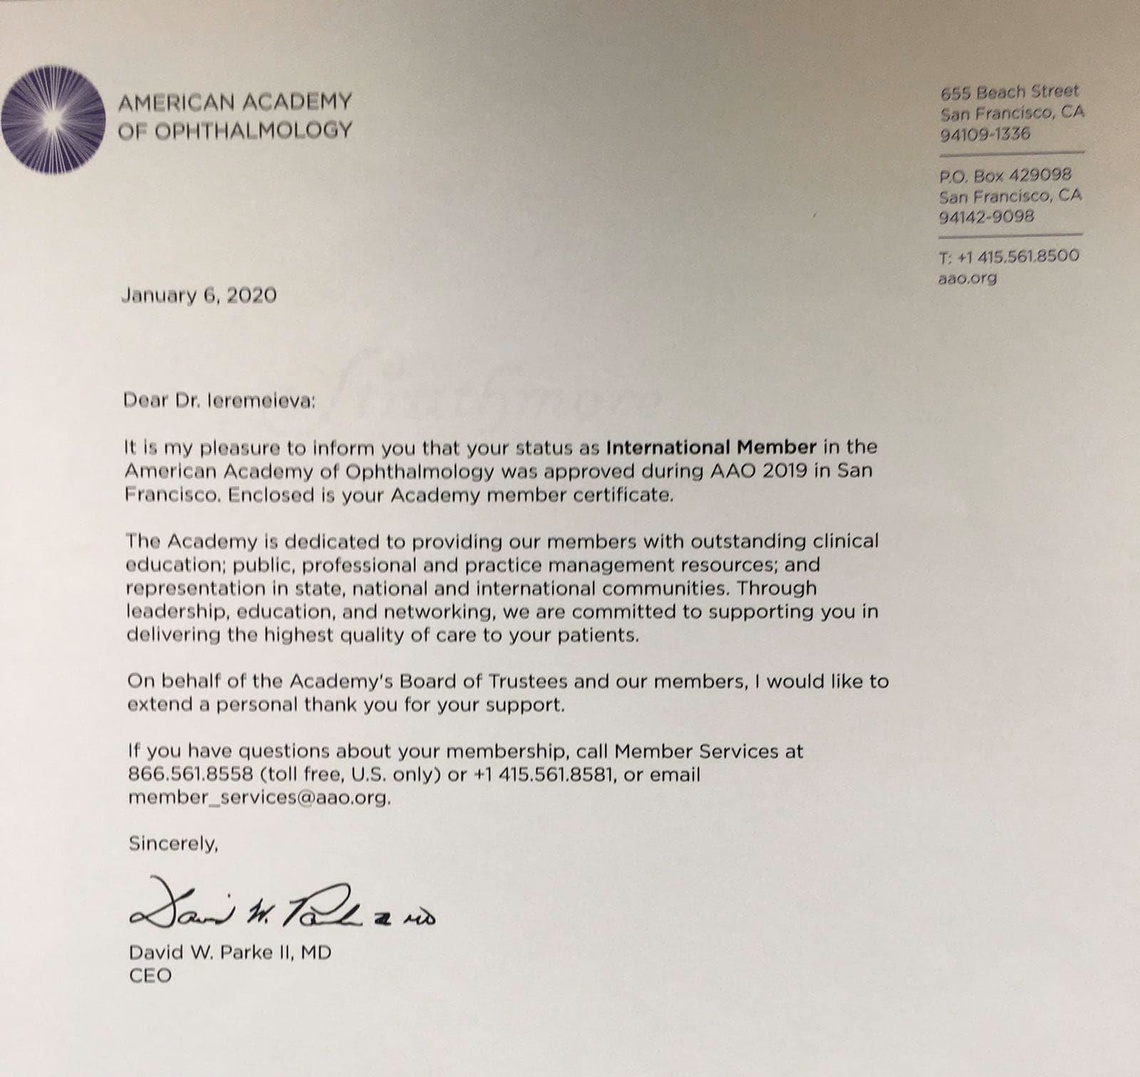 AMERICAN ACADEMY
OF OPHTHALMOLOGY
655 Beach Street
San Francisco, CA
94109-1336
P.O. Box 429098
San Francisco, CA
94142-9098
T: +1 415.561.8500
aao.org
January 6, 2020
Strathmore
Dear Dr. Ieremeieva:
It is my pleasure to inform you that your status as International Member in the
American Academy of Ophthalmology was approved during AAO 2019 in San
Francisco. Enclosed is your Academy member certificate.
The Academy is dedicated to providing our members with outstanding clinical
education; public, professional and practice management resources; and
representation in state, national and international communities. Through
leadership, education, and networking, we are committed to supporting you in
delivering the highest quality of care to your patients.
On behalf of the Academy's Board of Trustees and our members, I would like to
extend a personal thank you for your support.
If you have questions about your membership, call Member Services at
866.561.8558 (toll free, U.S. only) or +1 415.561.8581, or email
member_services@aao.org.
Sincerely,
David W. Parke II MD
David W. Parke II, MD
CEO